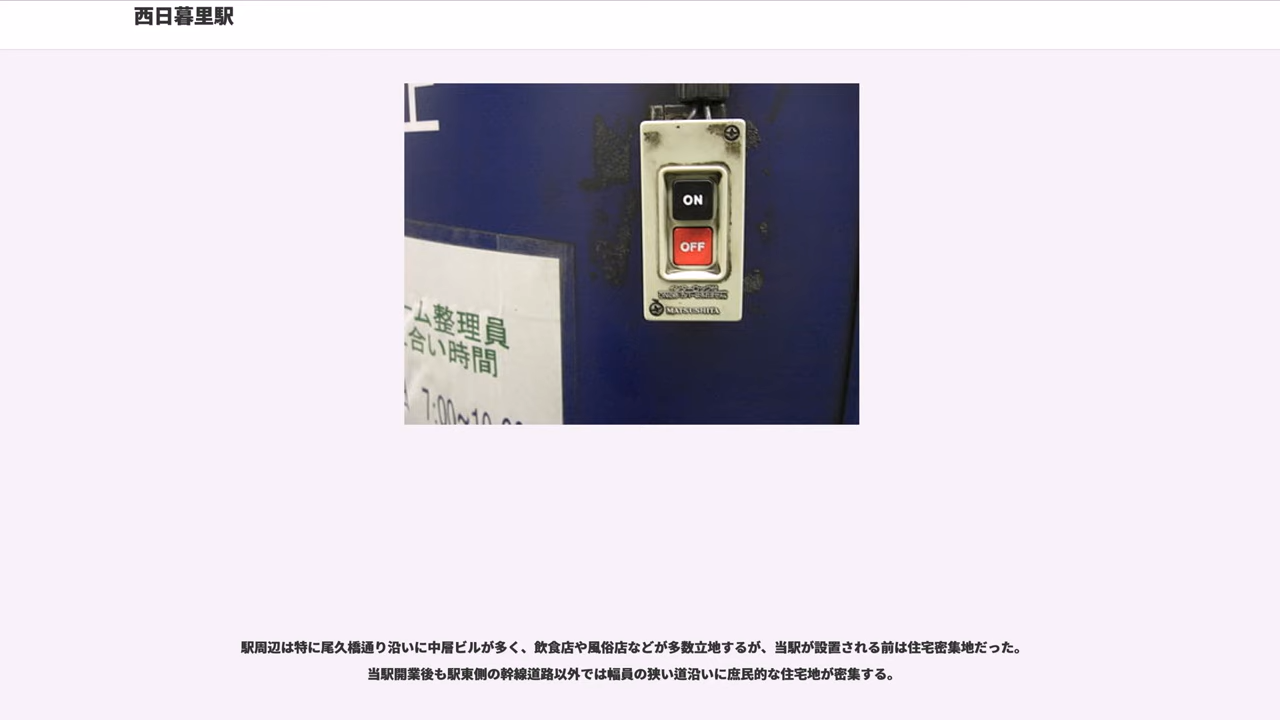 西日暮里駅
ON
OFF
MATSUSHITA
ーム整理員
合い時間
7:00~10
駅周辺は特に尾久橋通り沿いに中層ビルが多く、飲食店や風俗店などが多数立地するが、当駅が設置される前は住宅密集地だった。
当駅開業後も駅東側の幹線道路以外では幅員の狭い道沿いに庶民的な住宅地が密集する。